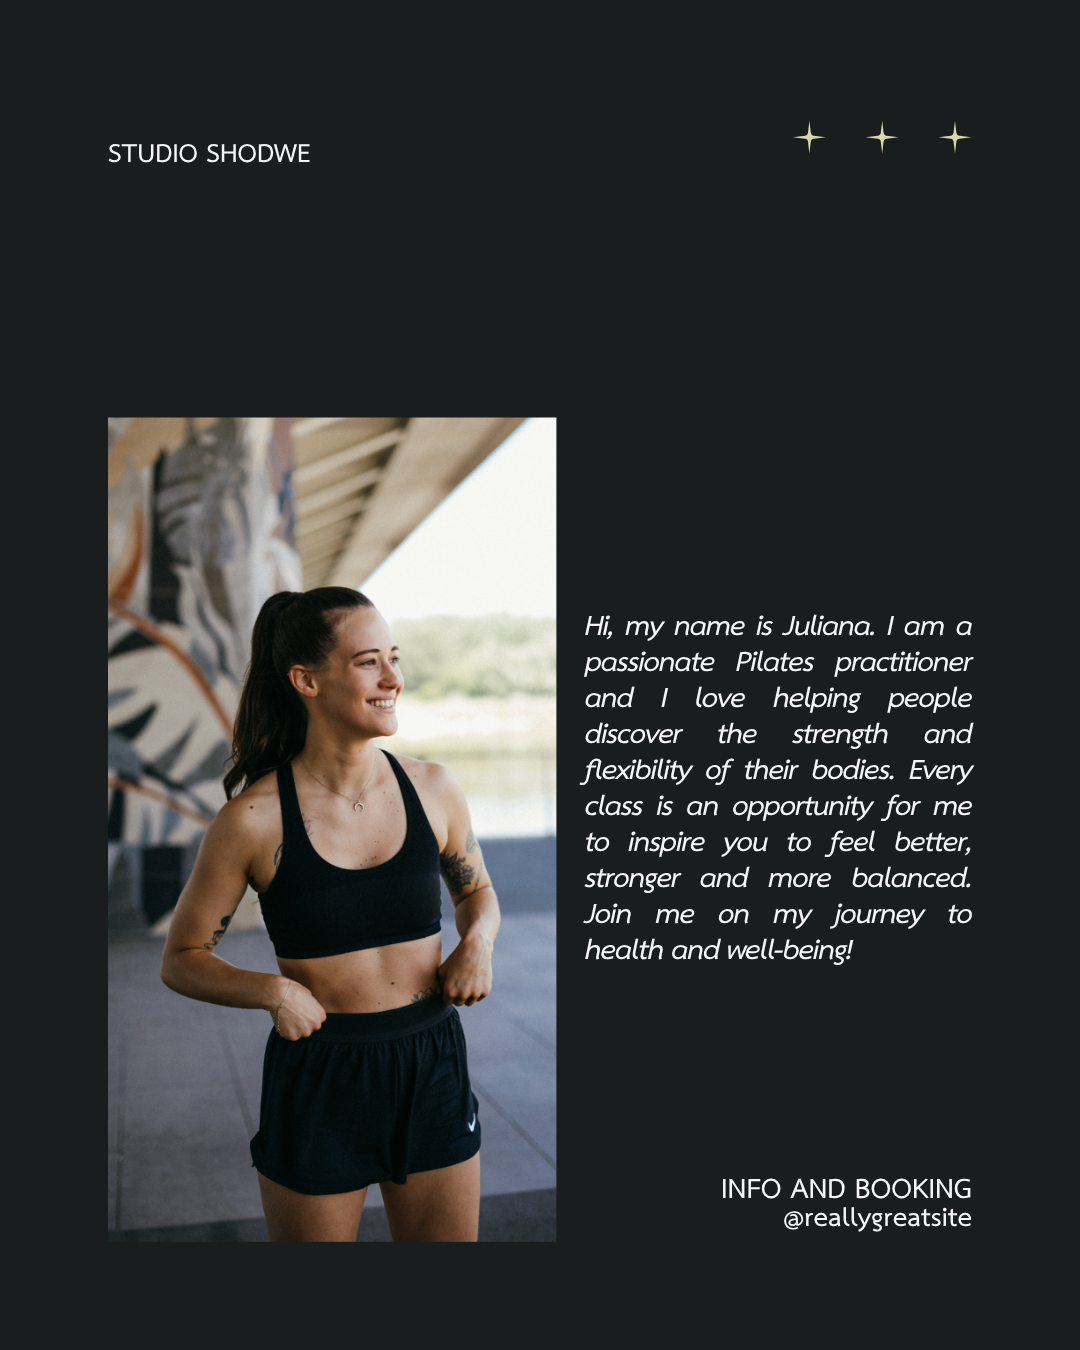 STUDIO SHODWE
Hi, my name is Juliana. I am a
passionate Pilates practitioner
and I love helping people
discover the strength and
flexibility of their bodies. Every
class is an opportunity for me
to inspire you to feel better,
stronger and more balanced.
Join me on my journey to
health and well-being!
INFO AND BOOKING
@reallygreatsite